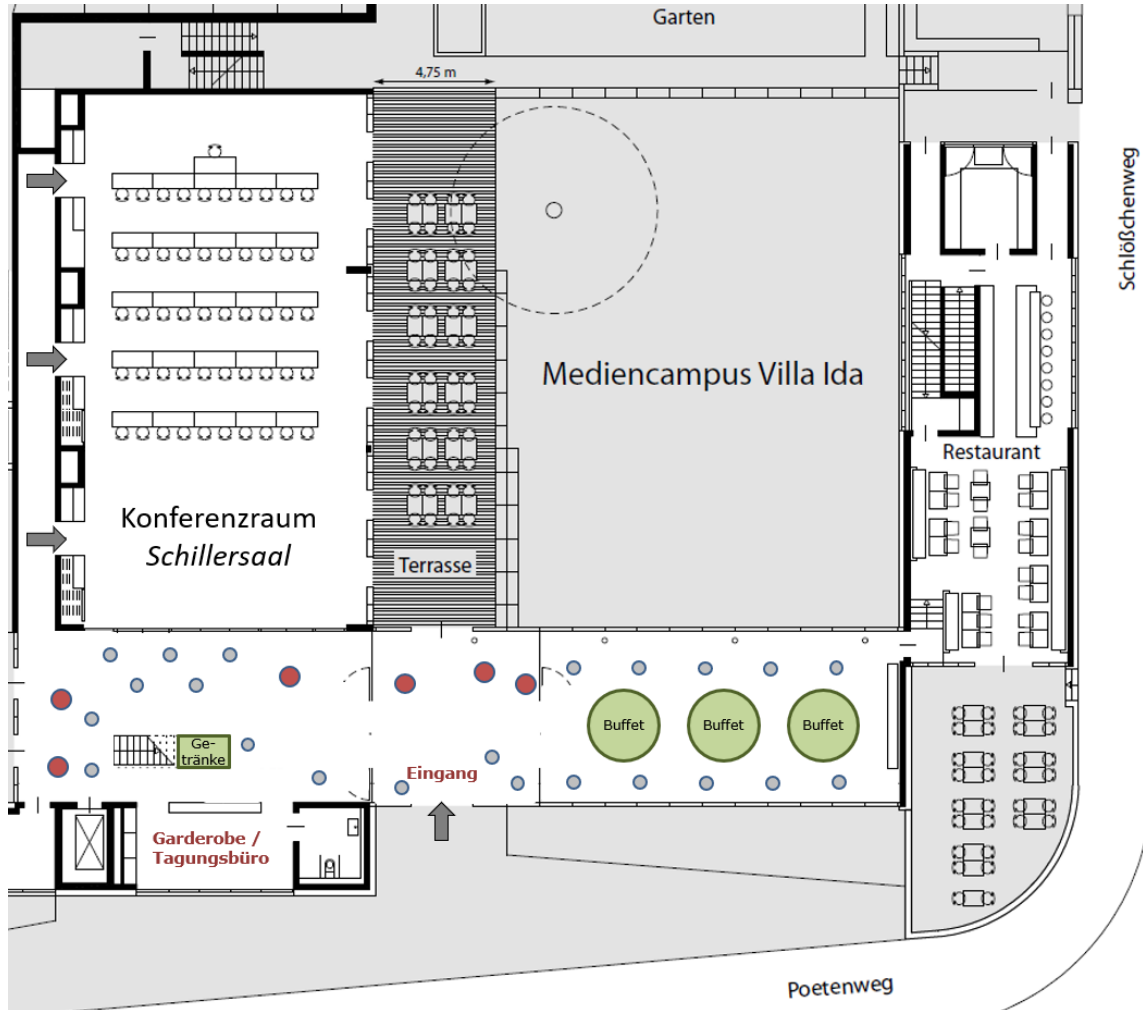 Garten
4,75 m
Schlößchenweg
Mediencampus Villa Ida
Restaurant
Konferenzraum
Schillersaal
Terrasse
Buffet
Buffet
Buffet
Ge-
tränke
Eingang
Garderobe /
Tagungsbüro
Poetenweg